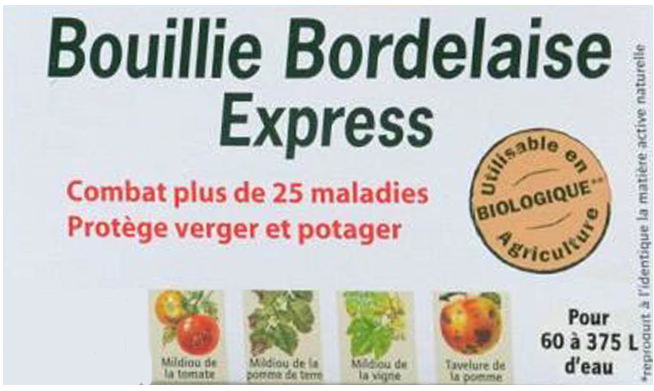 Bouillie Bordelaise
Express
Combat plus de 25 maladies
Protège verger et potager
Utilisable en
BIOLOGIQUE**
Agriculture
Mildiou de
la tomate
Mildiou de la
pomme de terre
Mildiou de
la vigne
Tavelure de
la pomme
Pour
60 à 375 L
d'eau
*reproduit à l'identique la matière active naturelle